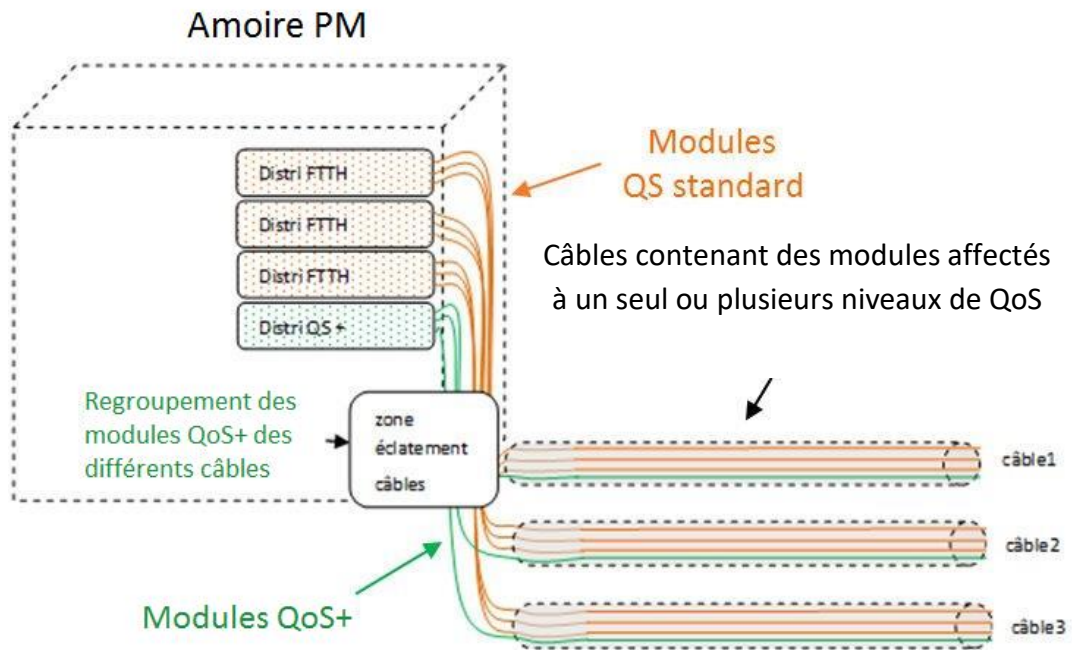 Amoire PM
Distri FTTH
Distri FTTH
Distri FTTH
Distri QS +
Modules
QS standard
Câbles contenant des modules affectés
à un seul ou plusieurs niveaux de QoS
Regroupement des
modules QoS+ des
différents câbles
zone
éclatement
câbles
câble1
câble2
câble3
Modules QoS+